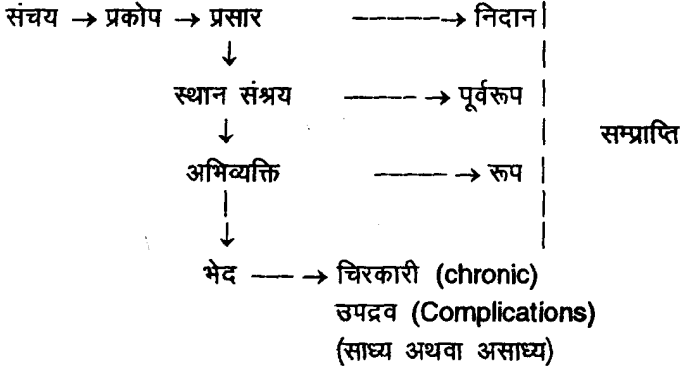 संचय → प्रकोप → प्रसार -----→ निदान
↓
स्थान संश्रय ----→ पूर्वरूप
सम्प्राप्ति
↓
अभिव्यक्ति ----→ रूप
↓
भेद ---→ चिरकारी (chronic)
उपद्रव (Complications)
(साध्य अथवा असाध्य)